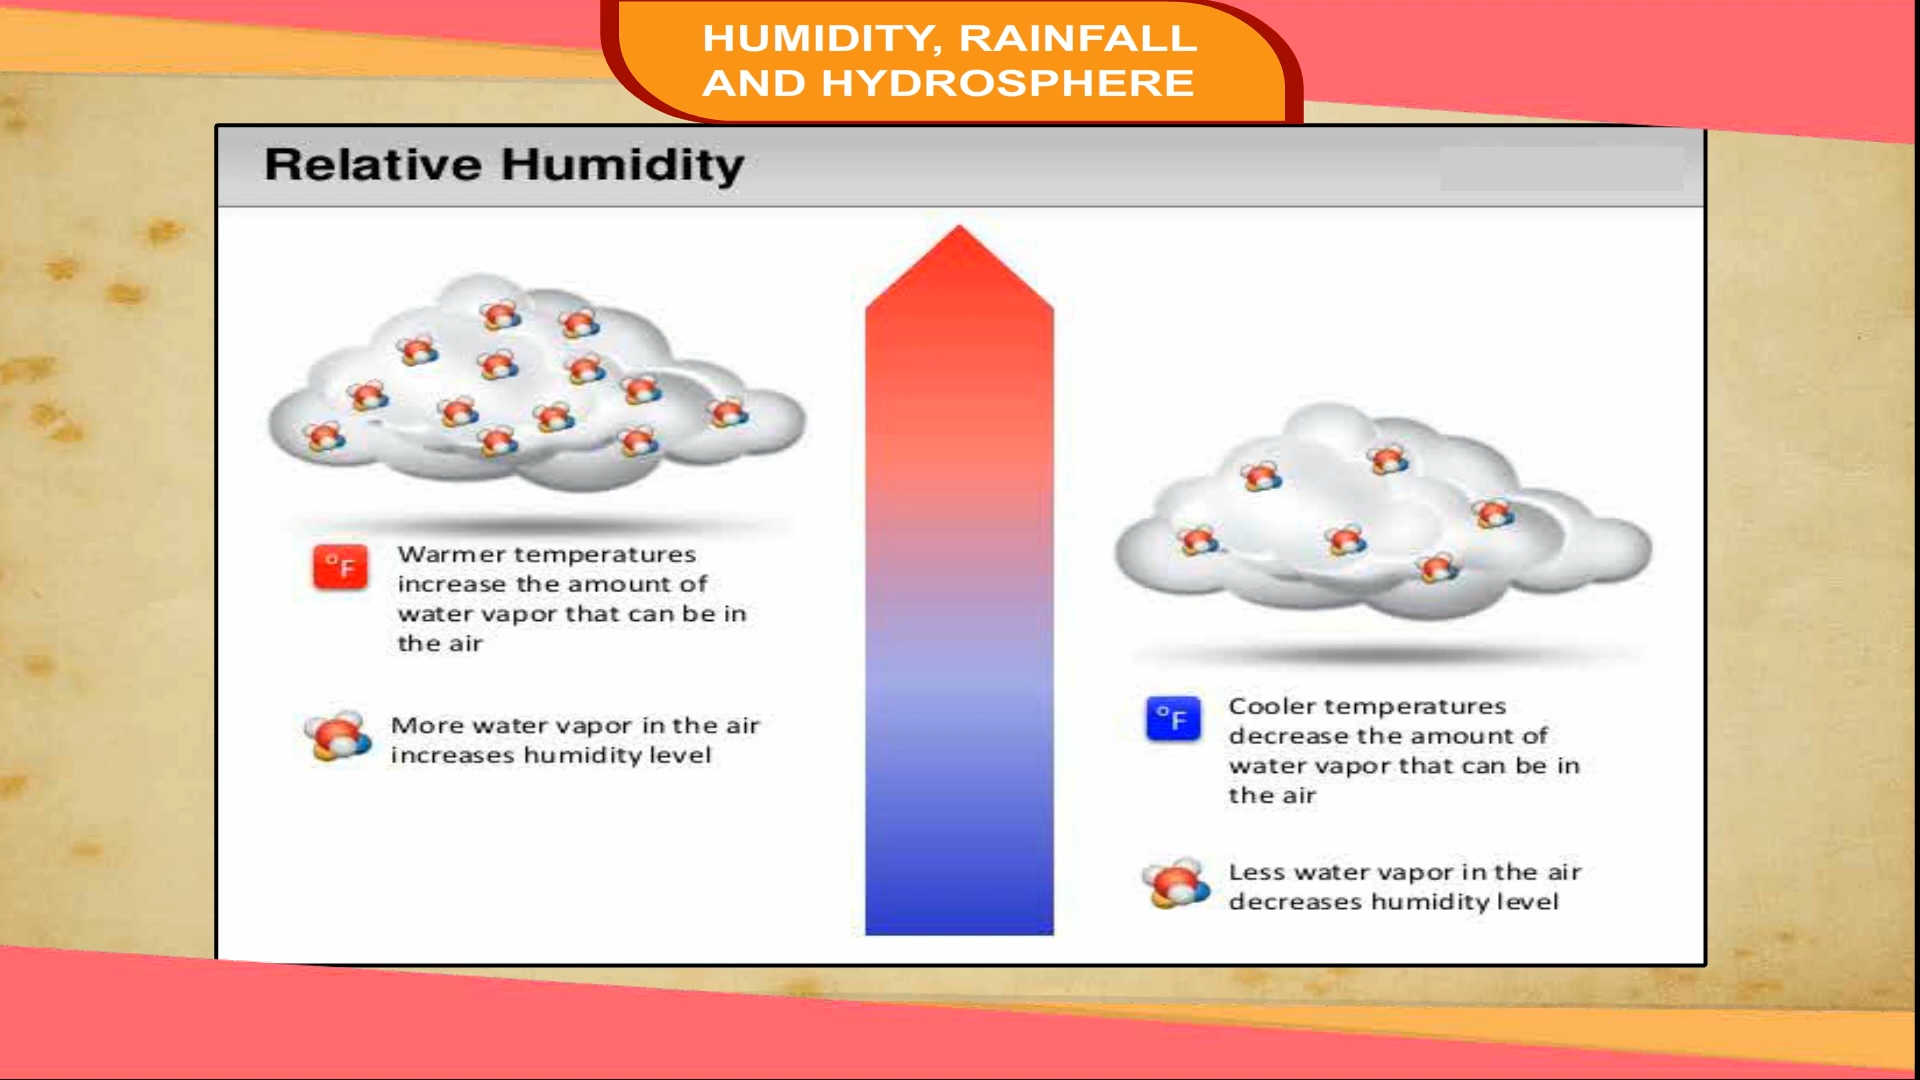 HUMIDITY, RAINFALL
AND HYDROSPHERE
Relative Humidity
°F
Warmer temperatures
increase the amount of
water vapor that can be in
the air
More water vapor in the air
increases humidity level
°F
Cooler temperatures
decrease the amount of
water vapor that can be in
the air
Less water vapor in the air
decreases humidity level